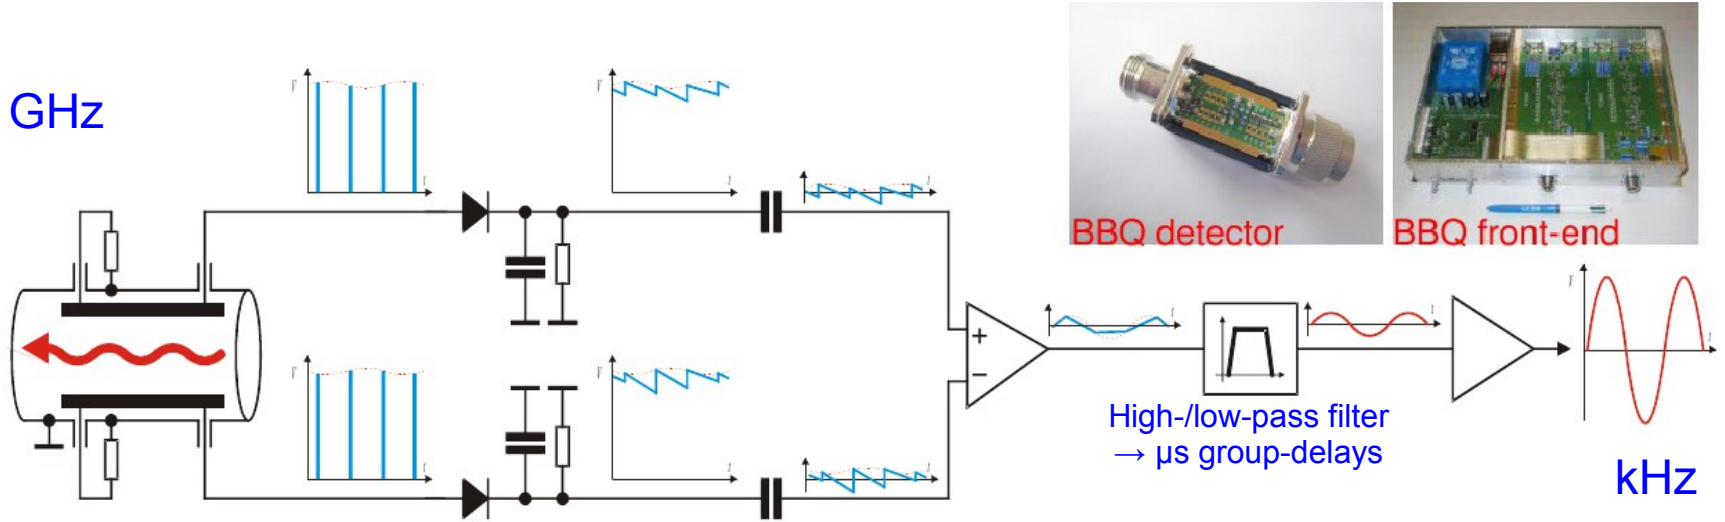 GHz
BBQ detector
BBQ front-end
+
−
High-/low-pass filter
→ µs group-delays
kHz